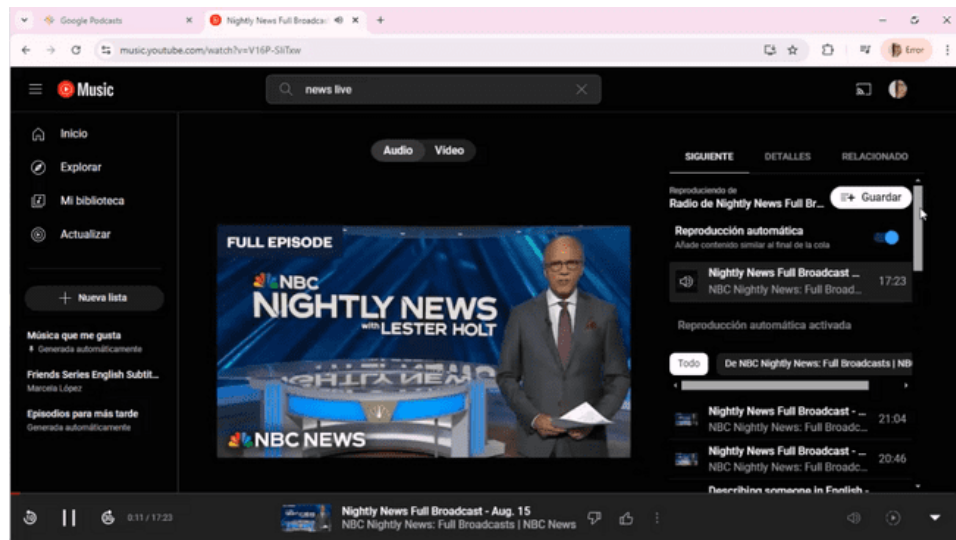 Google Podcasts
Nightly News Full Broadcas
music.youtube.com/watch?v=V16P-SliTxw
Error
Music
news live
Inicio
Explorar
Mi biblioteca
Actualizar
Nueva lista
Música que me gusta
Generada automáticamente
Friends Series English Subtit...
Marcela López
Episodios para más tarde
Generada automáticamente
Audio
Video
FULL EPISODE
NBC
NIGHTLY NEWS
with LESTER HOLT
NIGHTLY NEW
NBC NEWS
SIGUIENTE
DETALLES
RELACIONADO
Reproduciendo de
Radio de Nightly News Full Br...
Guardar
Reproducción automática
Añade contenido similar al final de la cola
Nightly News Full Broadcast ...
17:23
NBC Nightly News: Full Broad...
Reproducción automática activada
Todo
De NBC Nightly News: Full Broadcasts | NB
Nightly News Full Broadcast - ...
21:04
NBC Nightly News: Full Broadc...
Nightly News Full Broadcast - ...
20:46
NBC Nightly News: Full Broadc...
Describing someone in English -
0:11 / 17:23
Nightly News Full Broadcast - Aug. 15
NBC Nightly News: Full Broadcasts | NBC News